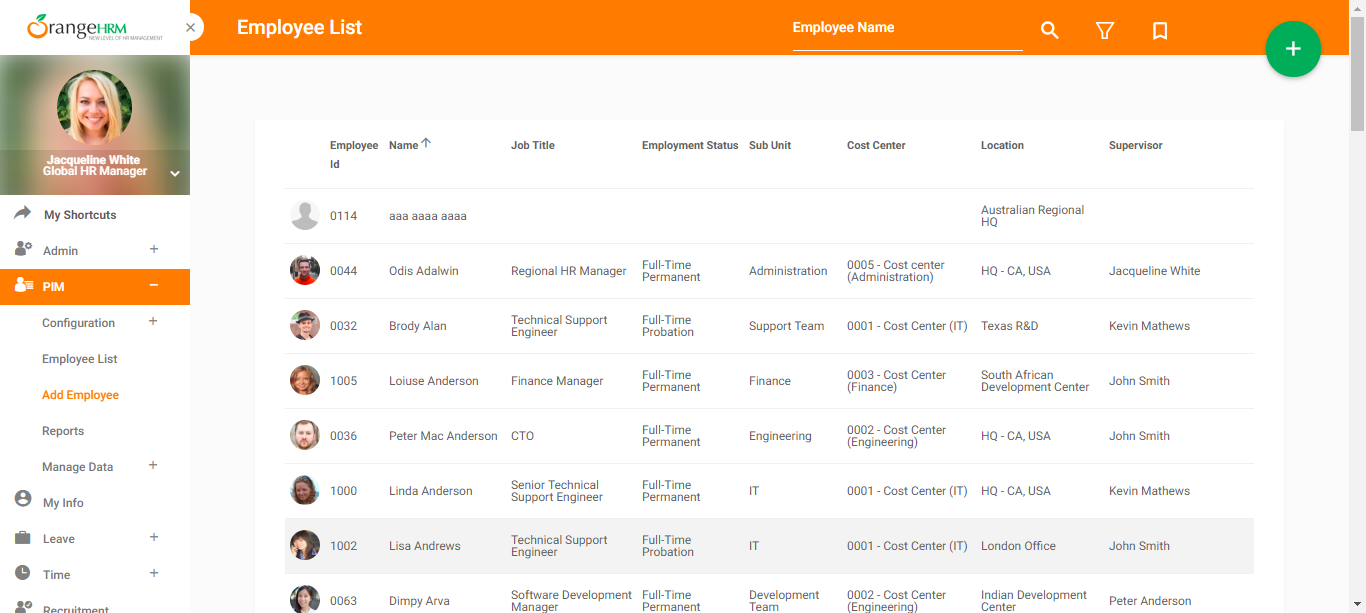 OrangeHRM
NEW LEVEL OF HR MANAGEMENT
Employee List
Employee Name
Jacqueline White
Global HR Manager
My Shortcuts
Admin
PIM
Configuration
Employee List
Add Employee
Reports
Manage Data
My Info
Leave
Time
Recruitment
Employee Id Name Job Title Employment Status Sub Unit Cost Center Location Supervisor
0114 aaa aaaa aaaa Australian Regional HQ
0044 Odis Adalwin Regional HR Manager Full-Time Permanent Administration 0005 - Cost center (Administration) HQ - CA, USA Jacqueline White
0032 Brody Alan Technical Support Engineer Full-Time Probation Support Team 0001 - Cost Center (IT) Texas R&D Kevin Mathews
1005 Loiuse Anderson Finance Manager Full-Time Permanent Finance 0003 - Cost Center (Finance) South African Development Center John Smith
0036 Peter Mac Anderson CTO Full-Time Permanent Engineering 0002 - Cost Center (Engineering) HQ - CA, USA John Smith
1000 Linda Anderson Senior Technical Support Engineer Full-Time Permanent IT 0001 - Cost Center (IT) HQ - CA, USA Kevin Mathews
1002 Lisa Andrews Technical Support Engineer Full-Time Probation IT 0001 - Cost Center (IT) London Office John Smith
0063 Dimpy Arva Software Development Manager Full-Time Permanent Development Team 0002 - Cost Center (Engineering) Indian Development Center Peter Anderson